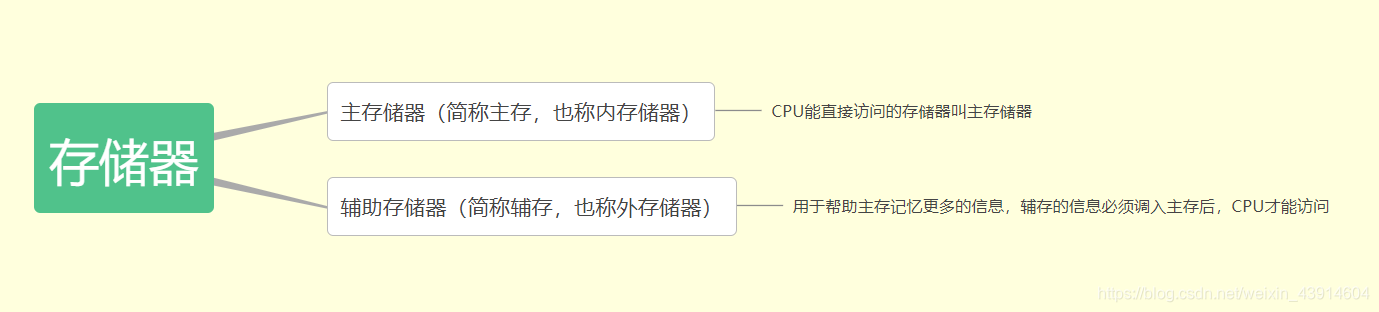 存储器
主存储器（简称主存，也称内存储器）
CPU能直接访问的存储器叫主存储器
辅助存储器（简称辅存，也称外存储器）
用于帮助主存记忆更多的信息，辅存的信息必须调入主存后，CPU才能访问
https://blog.csdn.net/weixin_43914604